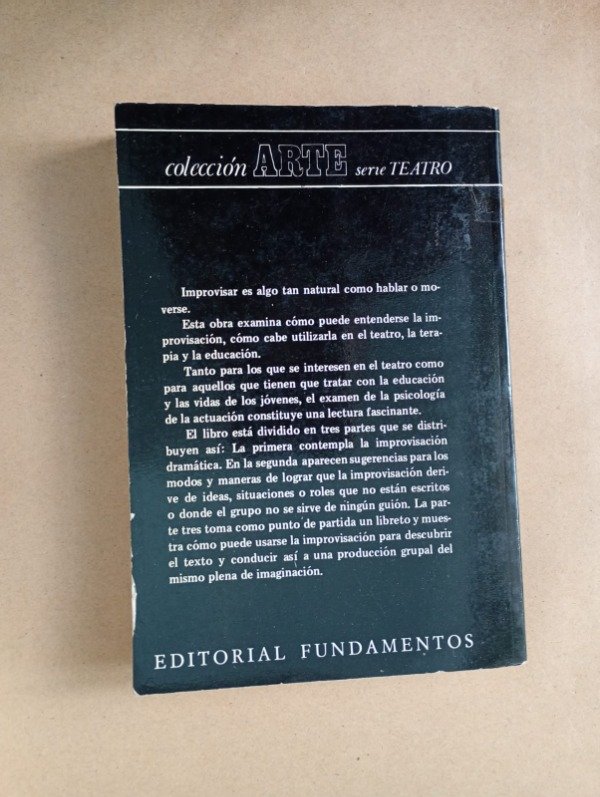 colección ARTE serie TEATRO
Improvisar es algo tan natural como hablar o mo-
verse.
Esta obra examina cómo puede entenderse la im-
provisación, cómo cabe utilizarla en el teatro, la tera-
pia y la educación.
Tanto para los que se interesen en el teatro como
para aquellos que tienen que tratar con la educación
y las vidas de los jóvenes, el examen de la psicología
de la actuación constituye una lectura fascinante.
El libro está dividido en tres partes que se distri-
buyen así: La primera contempla la improvisación
dramática. En la segunda aparecen sugerencias para los
modos y maneras de lograr que la improvisación deri-
ve de ideas, situaciones o roles que no están escritos
o donde el grupo no se sirve de ningún guión. La par-
te tres toma como punto de partida un libreto y mues-
tra cómo puede usarse la improvisación para descubrir
el texto y conducir así a una producción grupal del
mismo plena de imaginación.
EDITORIAL FUNDAMENTOS